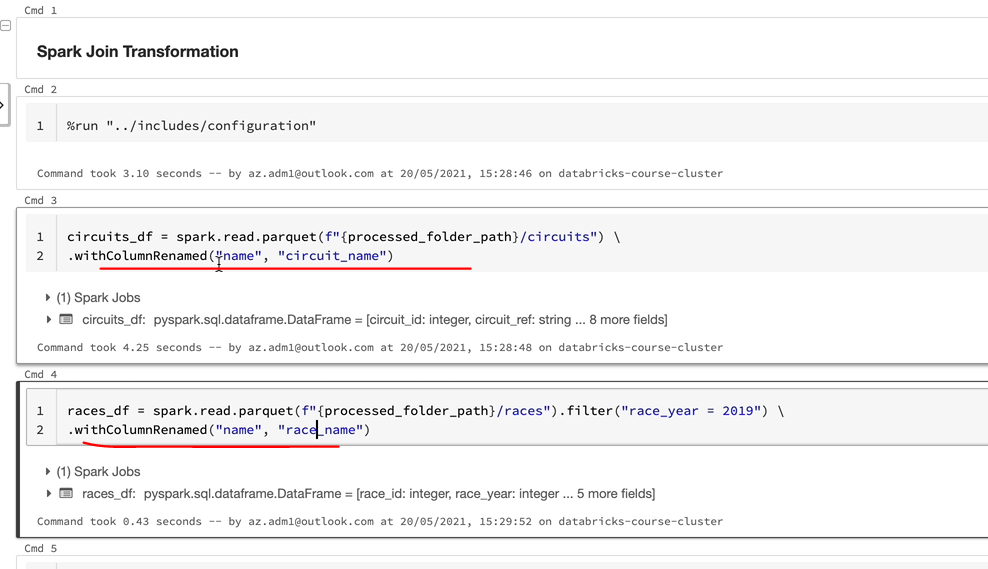 Cmd 1
Spark Join Transformation
Cmd 2
1 %run "../includes/configuration"
Command took 3.10 seconds -- by az.adm1@outlook.com at 20/05/2021, 15:28:46 on databricks-course-cluster
Cmd 3
1 circuits_df = spark.read.parquet(f"{processed_folder_path}/circuits") \
2 .withColumnRenamed("name", "circuit_name")
(1) Spark Jobs
circuits_df: pyspark.sql.dataframe.DataFrame = [circuit_id: integer, circuit_ref: string ... 8 more fields]
Command took 4.25 seconds -- by az.adm1@outlook.com at 20/05/2021, 15:28:48 on databricks-course-cluster
Cmd 4
1 races_df = spark.read.parquet(f"{processed_folder_path}/races").filter("race_year = 2019") \
2 .withColumnRenamed("name", "race_name")
(1) Spark Jobs
races_df: pyspark.sql.dataframe.DataFrame = [race_id: integer, race_year: integer ... 5 more fields]
Command took 0.43 seconds -- by az.adm1@outlook.com at 20/05/2021, 15:29:52 on databricks-course-cluster
Cmd 5